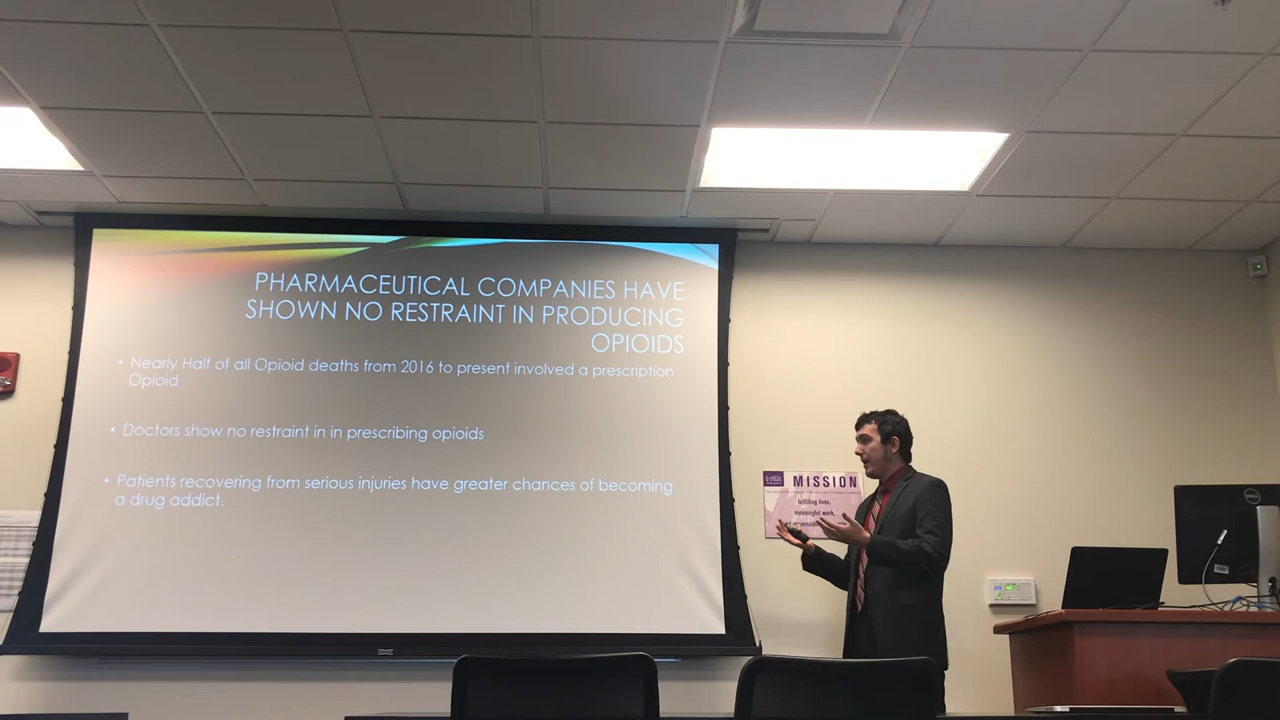 PHARMACEUTICAL COMPANIES HAVE
SHOWN NO RESTRAINT IN PRODUCING
OPIOIDS
• Nearly Half of all Opioid deaths from 2016 to present involved a prescription
Opioid
• Doctors show no restraint in in prescribing opioids
• Patients recovering from serious injuries have greater chances of becoming
a drug addict.
MISSION
fulfilling lives,
meaningful work,
DELL